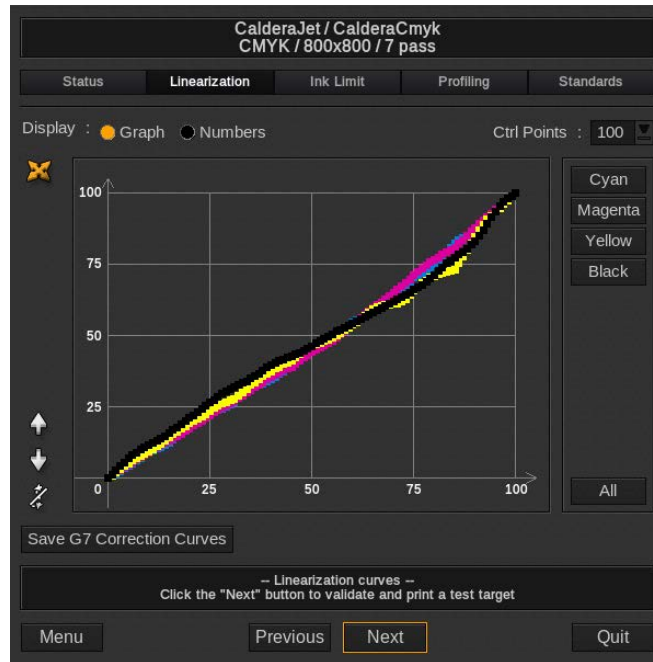 CalderaJet / CalderaCmyk
CMYK / 800x800 / 7 pass
Status Linearization Ink Limit Profiling Standards
Display : Graph Numbers Ctrl Points : 100
Cyan
Magenta
Yellow
Black
All
100
75
50
25
0 25 50 75 100
Save G7 Correction Curves
-- Linearization curves --
Click the "Next" button to validate and print a test target
Menu Previous Next Quit